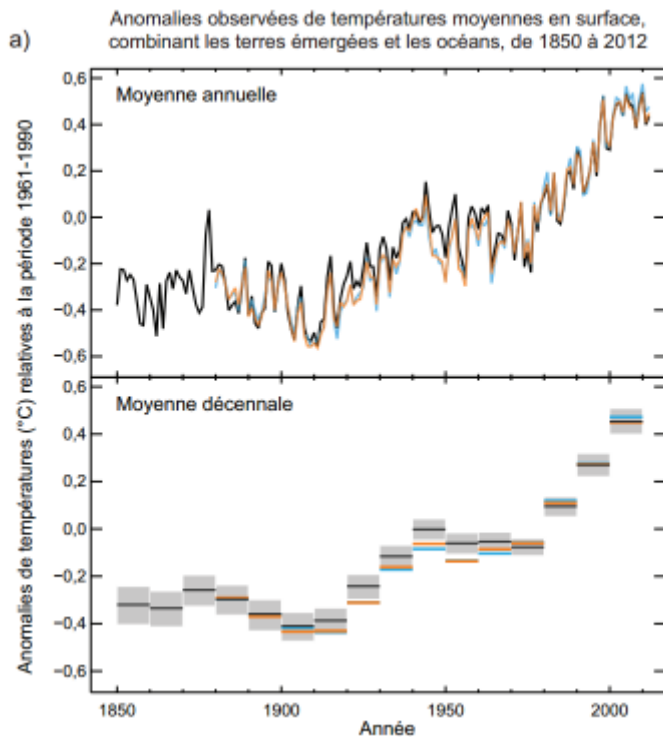 Anomalies observées de températures moyennes en surface,
a) combinant les terres émergées et les océans, de 1850 à 2012
Anomalies de températures (°C) relatives à la période 1961-1990
0,6
Moyenne annuelle
0,4
0,2
0,0
−0,2
−0,4
−0,6
0,6
Moyenne décennale
0,4
0,2
0,0
−0,2
−0,4
−0,6
1850 1900 1950 2000
Année